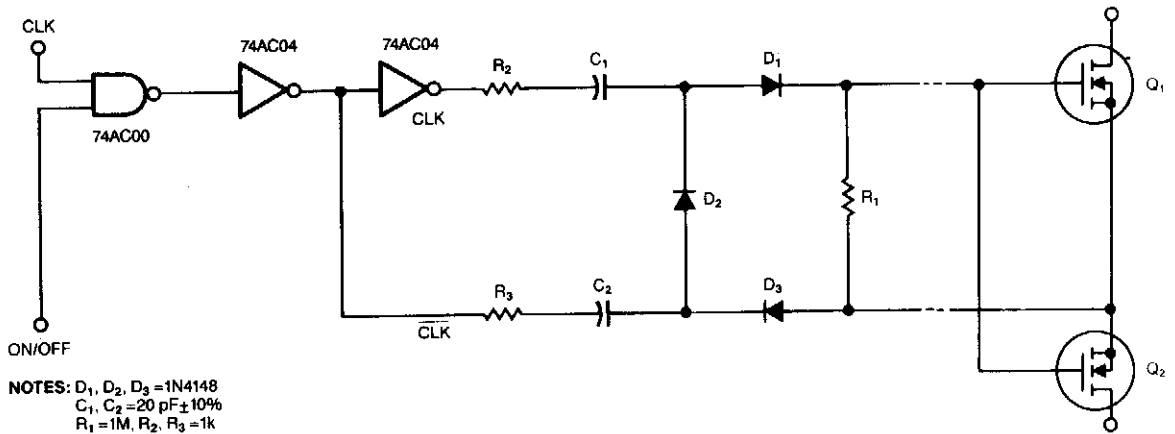 CLK
74AC00
ON/OFF
74AC04
74AC04
CLK
CLK
R2
C1
D1
D2
R1
R3
C2
D3
Q1
Q2
NOTES: D1, D2, D3 =1N4148
C1, C2 =20 pF±10%
R1 =1M, R2, R3 =1k